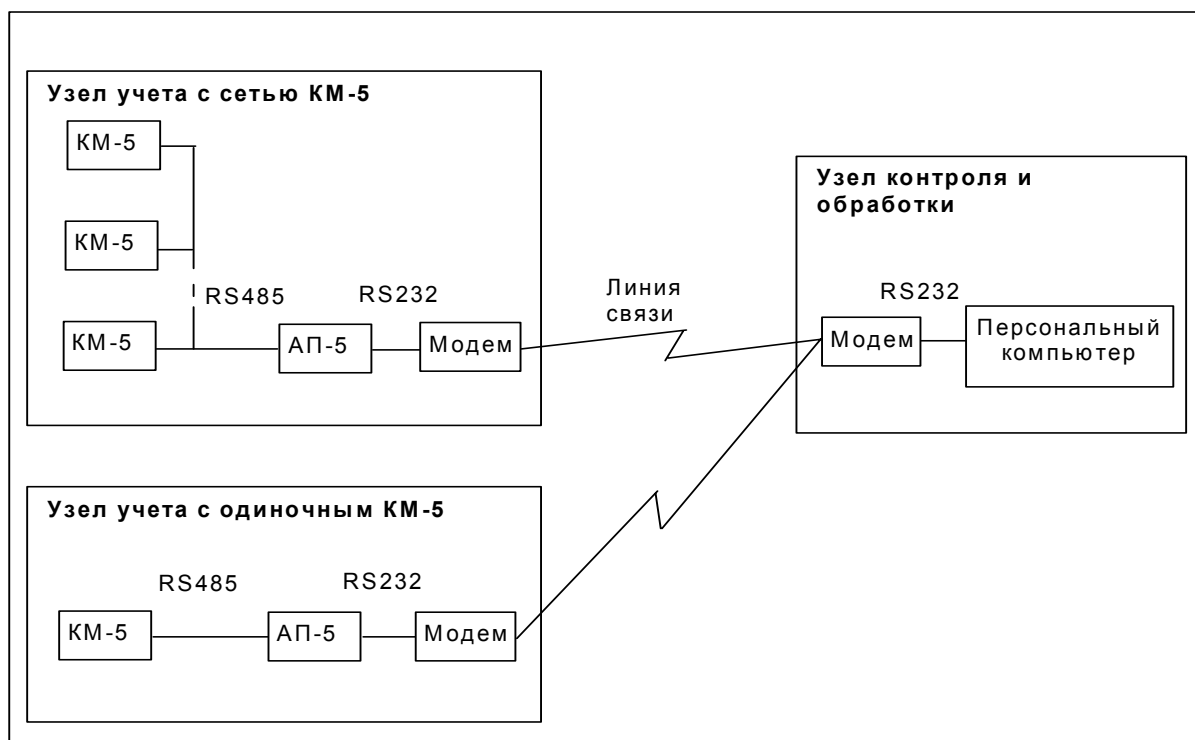 Узел учета с сетью КМ-5
КМ-5
КМ-5
RS485
RS232
КМ-5
АП-5
Модем
Линия
связи
Узел контроля и
обработки
RS232
Модем
Персональный
компьютер
Узел учета с одиночным КМ-5
RS485
RS232
КМ-5
АП-5
Модем